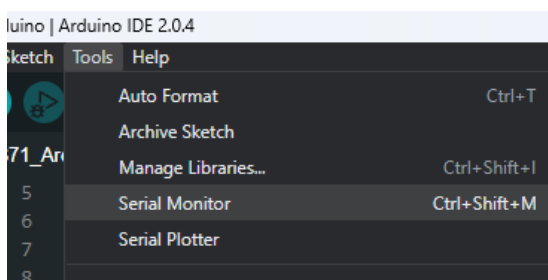 Arduino IDE 2.0.4
Tools Help
Auto Format Ctrl+T
Archive Sketch
Manage Libraries... Ctrl+Shift+I
5 Serial Monitor Ctrl+Shift+M
6
7 Serial Plotter
8